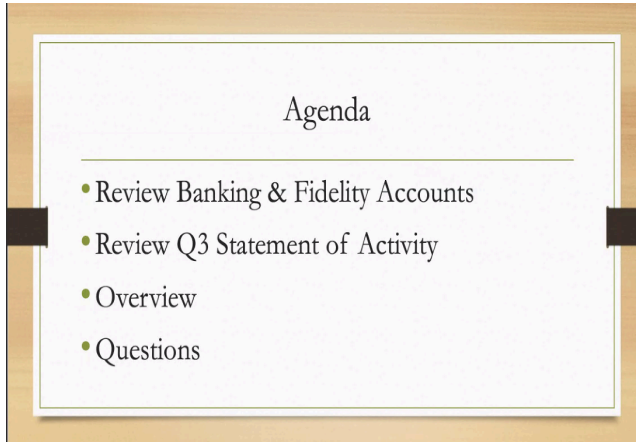 Agenda
• Review Banking & Fidelity Accounts
• Review Q3 Statement of Activity
• Overview
• Questions